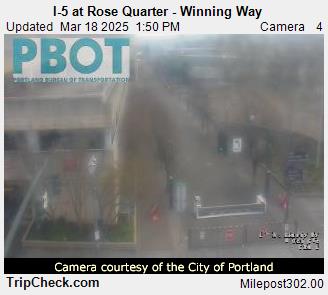 I-5 at Rose Quarter - Winning Way
Updated Mar 18 2025 1:50 PM Camera 4
PBOT
PORTLAND BUREAU OF TRANSPORTATION
Camera courtesy of the City of Portland
TripCheck.com Milepost302.00